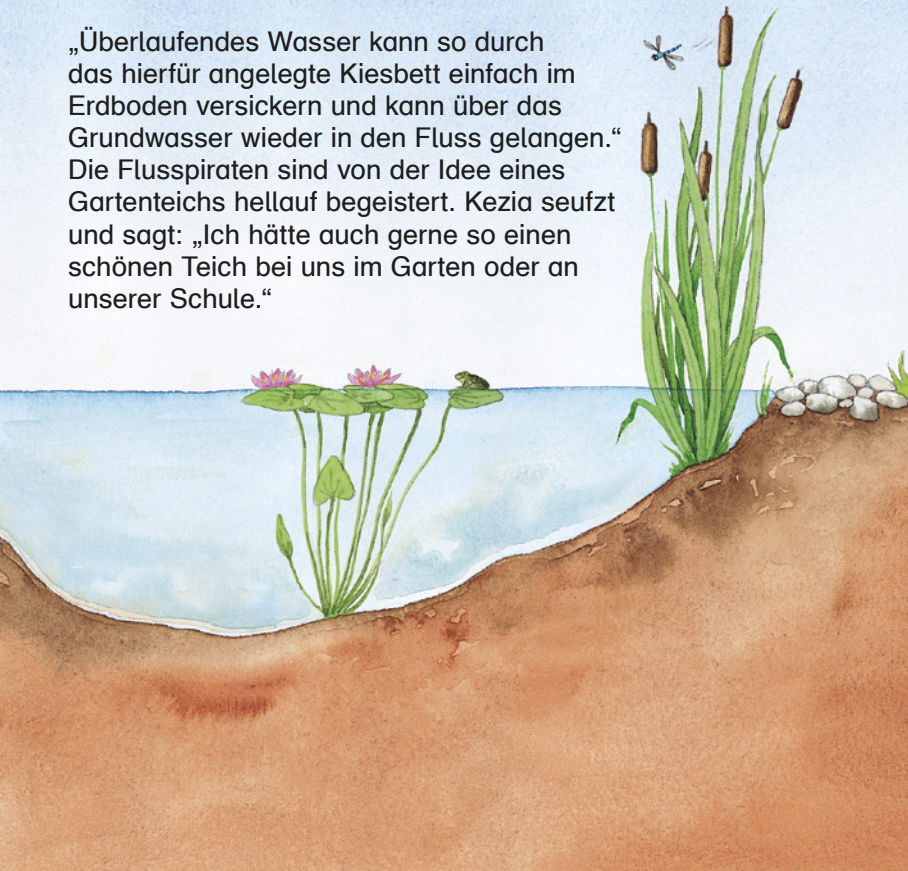 „Überlaufendes Wasser kann so durch
das hierfür angelegte Kiesbett einfach im
Erdboden versickern und kann über das
Grundwasser wieder in den Fluss gelangen.“
Die Flusspiraten sind von der Idee eines
Gartenteichs hellauf begeistert. Kezia seufzt
und sagt: „Ich hätte auch gerne so einen
schönen Teich bei uns im Garten oder an
unserer Schule.“